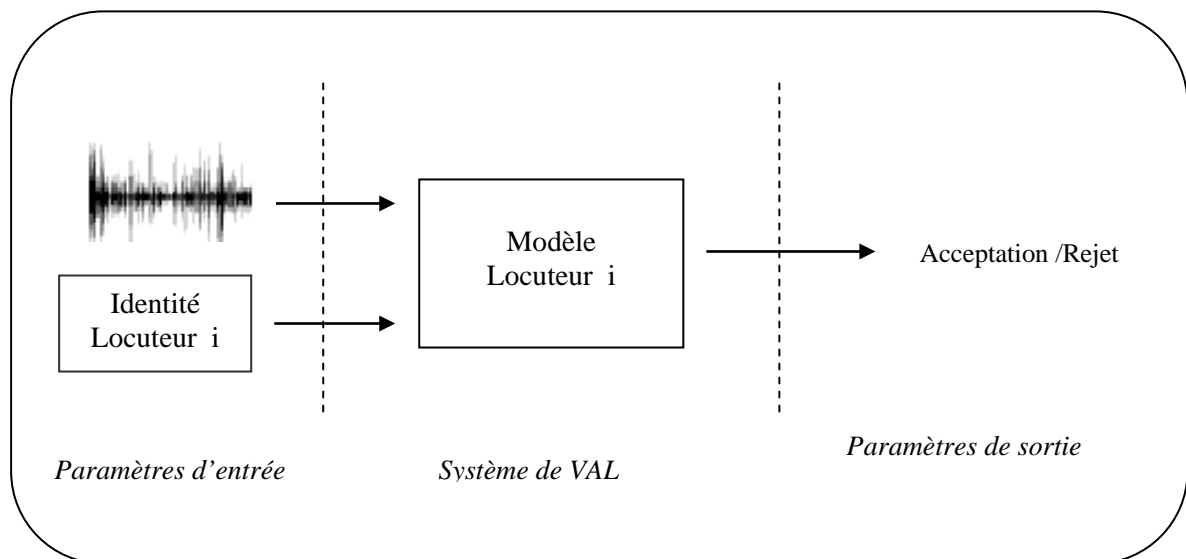 Identité
Locuteur i
Modèle
Locuteur i
Acceptation /Rejet
Paramètres d'entrée
Système de VAL
Paramètres de sortie